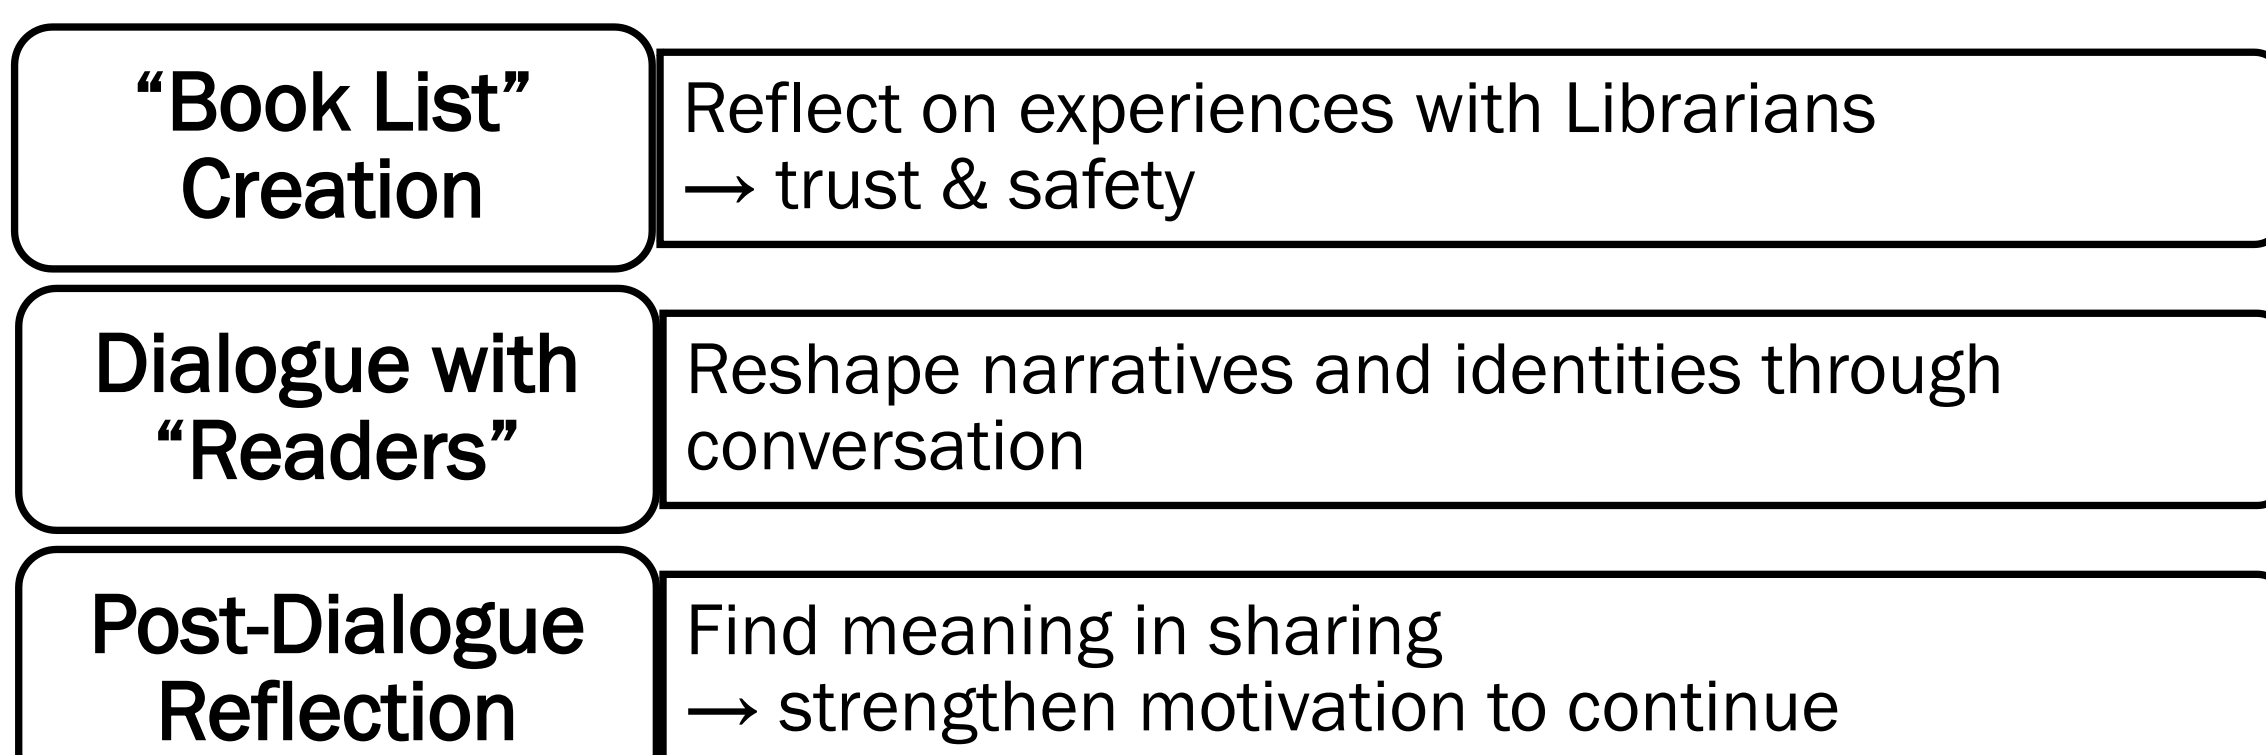 “Book List”
Creation
Reflect on experiences with Librarians
→ trust & safety
Dialogue with
“Readers”
Reshape narratives and identities through
conversation
Post-Dialogue
Reflection
Find meaning in sharing
→ strengthen motivation to continue